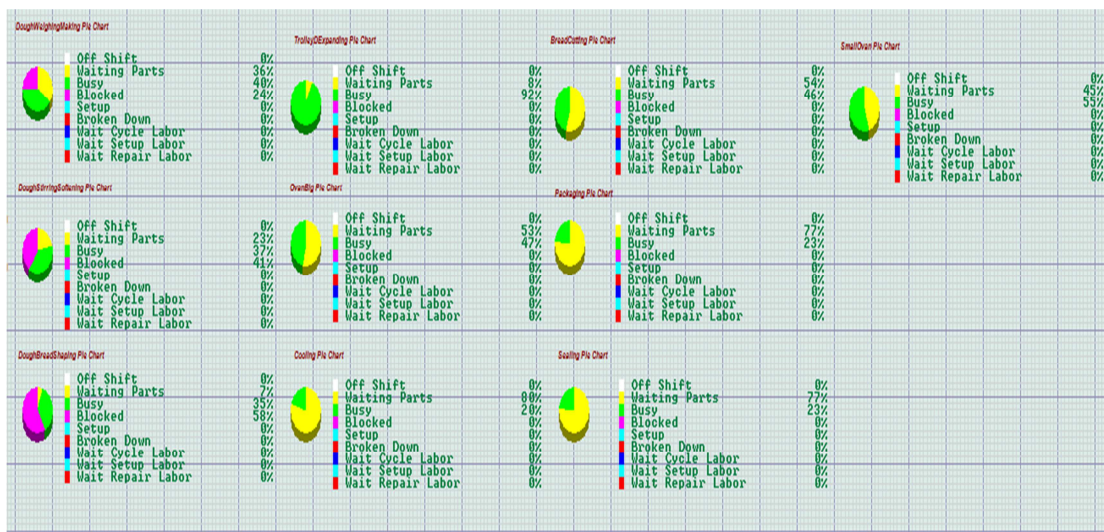 DoughWeighingMaking Pie Chart
Off Shift 0%
Waiting Parts 36%
Busy 40%
Blocked 24%
Setup 0%
Broken Down 0%
Wait Cycle Labor 0%
Wait Setup Labor 0%
Wait Repair Labor 0%
TrolleyDExpanding Pie Chart
Off Shift 0%
Waiting Parts 8%
Busy 92%
Blocked 0%
Setup 0%
Broken Down 0%
Wait Cycle Labor 0%
Wait Setup Labor 0%
Wait Repair Labor 0%
BreadCutting Pie Chart
Off Shift 0%
Waiting Parts 54%
Busy 46%
Blocked 0%
Setup 0%
Broken Down 0%
Wait Cycle Labor 0%
Wait Setup Labor 0%
Wait Repair Labor 0%
SmallOvan Pie Chart
Off Shift 0%
Waiting Parts 45%
Busy 55%
Blocked 0%
Setup 0%
Broken Down 0%
Wait Cycle Labor 0%
Wait Setup Labor 0%
Wait Repair Labor 0%
DoughStirringSoftening Pie Chart
Off Shift 0%
Waiting Parts 23%
Busy 37%
Blocked 41%
Setup 0%
Broken Down 0%
Wait Cycle Labor 0%
Wait Setup Labor 0%
Wait Repair Labor 0%
OvanBig Pie Chart
Off Shift 0%
Waiting Parts 53%
Busy 47%
Blocked 0%
Setup 0%
Broken Down 0%
Wait Cycle Labor 0%
Wait Setup Labor 0%
Wait Repair Labor 0%
Packaging Pie Chart
Off Shift 0%
Waiting Parts 77%
Busy 23%
Blocked 0%
Setup 0%
Broken Down 0%
Wait Cycle Labor 0%
Wait Setup Labor 0%
Wait Repair Labor 0%
DoughBreadShaping Pie Chart
Off Shift 0%
Waiting Parts 7%
Busy 35%
Blocked 58%
Setup 0%
Broken Down 0%
Wait Cycle Labor 0%
Wait Setup Labor 0%
Wait Repair Labor 0%
Cooling Pie Chart
Off Shift 0%
Waiting Parts 80%
Busy 20%
Blocked 0%
Setup 0%
Broken Down 0%
Wait Cycle Labor 0%
Wait Setup Labor 0%
Wait Repair Labor 0%
Sealing Pie Chart
Off Shift 0%
Waiting Parts 77%
Busy 23%
Blocked 0%
Setup 0%
Broken Down 0%
Wait Cycle Labor 0%
Wait Setup Labor 0%
Wait Repair Labor 0%